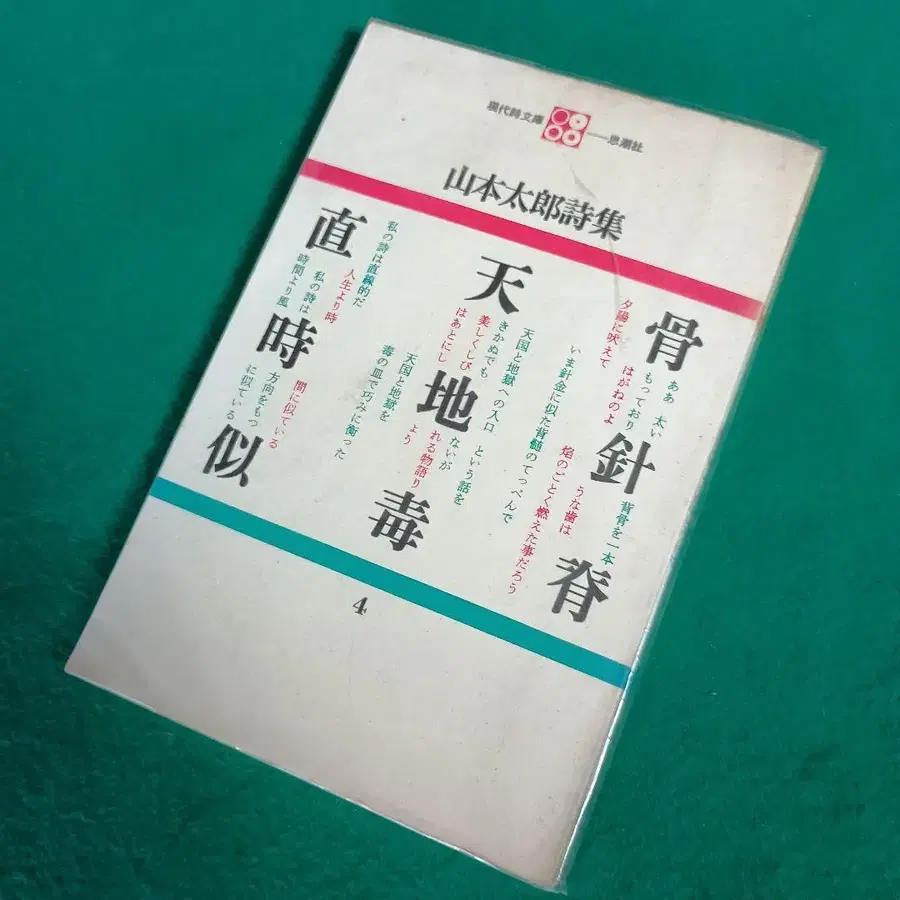 現代詩文庫
——思潮社
山本太郎詩集
骨
針
脊
ああ 太い
背骨を一本
もっており
はがねのよ
うな歯は
夕陽に吠えて
焰のごとく燃えた事だろう
いま針金に似た背髄のてっぺんで
天
地
毒
天国と地獄への入口
という話を
きかぬでも
ないが
美しくしび
れる物語り
はあとにし
よう
天国と地獄を
毒の皿で巧みに衡った
直
時
似
私の詩は直線的だ
人生より時
間に似ている
私の詩は
方向をもつ
時間より風
に似ている
4